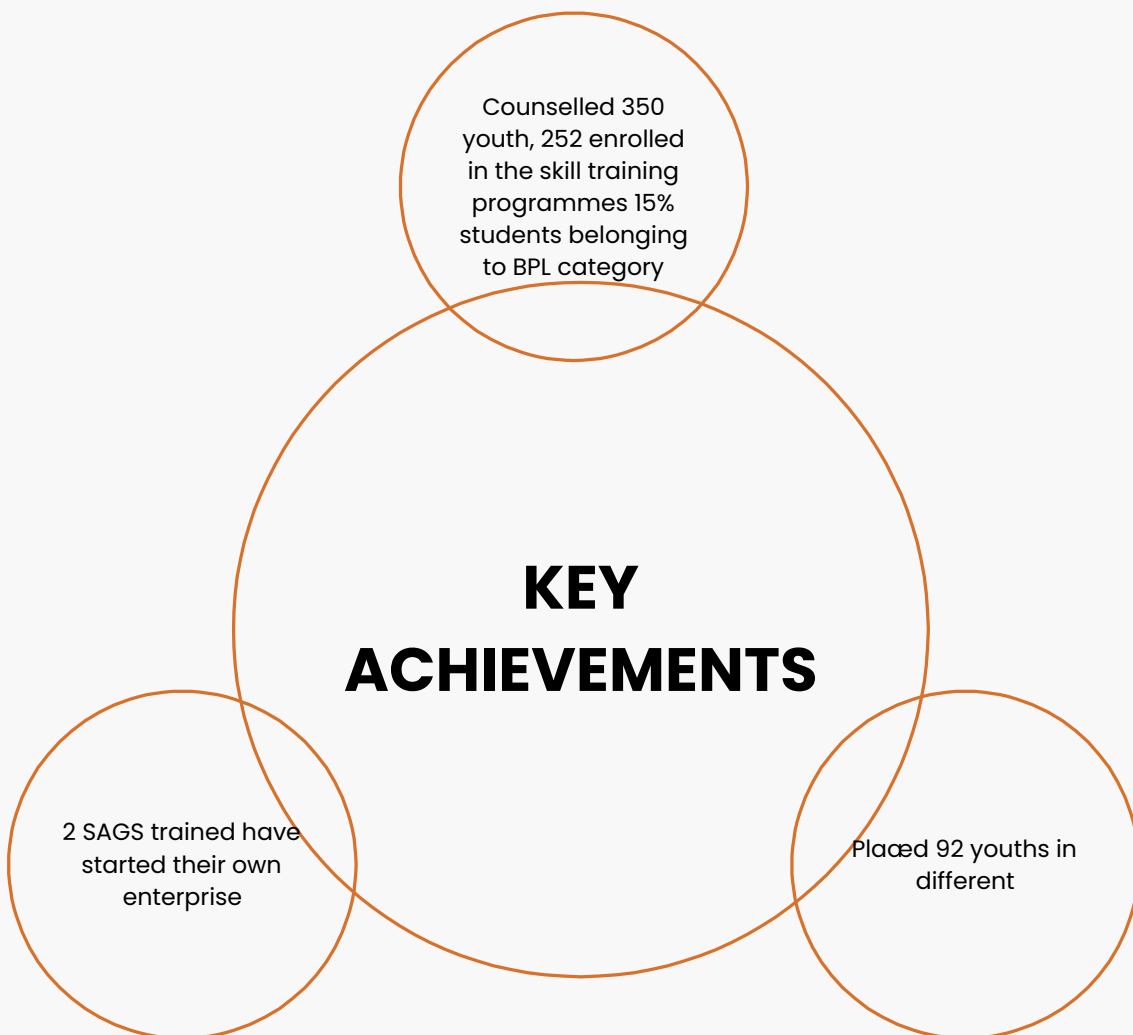 Counselled 350
youth, 252 enrolled
in the skill training
programmes 15%
students belonging
to BPL category
KEY
ACHIEVEMENTS
2 SAGS trained have
started their own
enterprise
Plaœd 92 youths in
different